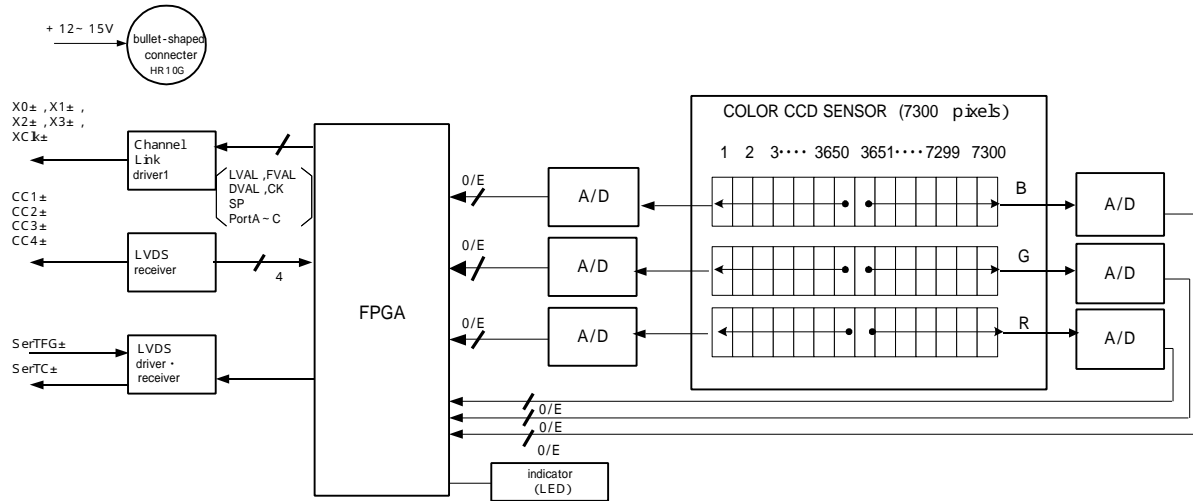 + 12~ 15V
bullet-shaped
connecter
HR10G
X0± ,X1± ,
X2± ,X3± ,
XClk±
Channel
Link
driver1
LVAL ,FVAL
DVAL ,CK
SP
PortA~C
CC1±
CC2±
CC3±
CC4±
LVDS
receiver
4
SerTFG±
SerTC±
LVDS
driver・
receiver
FPGA
0/E
0/E
0/E
A/D
A/D
A/D
COLOR CCD SENSOR (7300 pixels)
1 2 3···· 3650 3651····7299 7300
B
G
R
A/D
A/D
A/D
0/E
0/E
0/E
indicator
(LED)